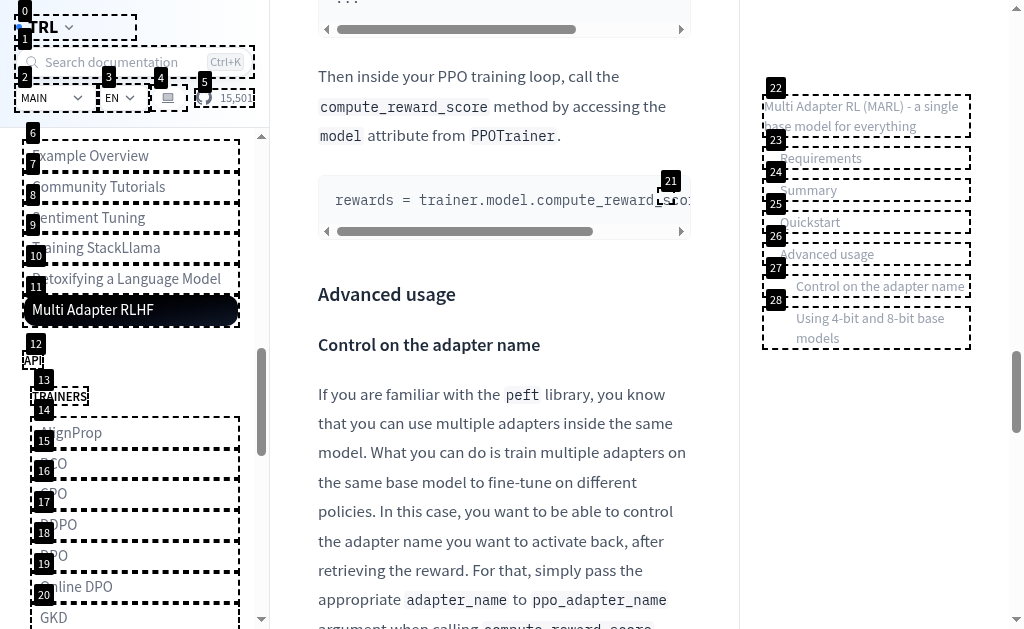 0
TRL
1
Search documentation
Ctrl+K
2
MAIN
3
EN
4
5
15,501
6
Example Overview
7
Community Tutorials
8
Sentiment Tuning
9
Training StackLlama
10
Detoxifying a Language Model
11
Multi Adapter RLHF
12
API
13
TRAINERS
14
AlignProp
15
BCO
16
CPO
17
DDPO
18
DPO
19
Online DPO
20
GKD
...
Then inside your PPO training loop, call the
compute_reward_score method by accessing the
model attribute from PPOTrainer.
21
rewards = trainer.model.compute_reward_scor
Advanced usage
Control on the adapter name
If you are familiar with the peft library, you know
that you can use multiple adapters inside the same
model. What you can do is train multiple adapters on
the same base model to fine-tune on different
policies. In this case, you want to be able to control
the adapter name you want to activate back, after
retrieving the reward. For that, simply pass the
appropriate adapter_name to ppo_adapter_name
argument when calling compute_reward_score
22
Multi Adapter RL (MARL) - a single
base model for everything
23
Requirements
24
Summary
25
Quickstart
26
Advanced usage
27
Control on the adapter name
28
Using 4-bit and 8-bit base
models